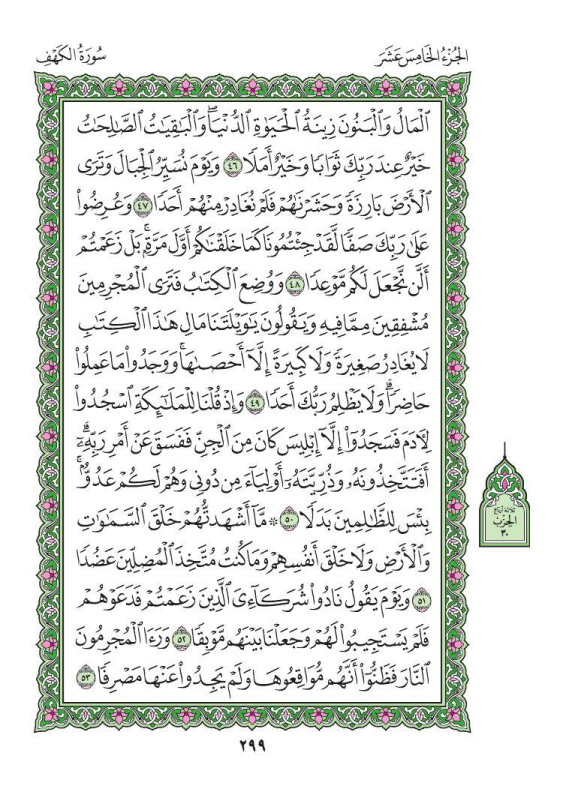 سُورَةُ الكَهْفِ
الجُزْءُ الخَامِسَ عَشَرَ
ٱلۡمَالُ وَٱلۡبَنُونَ زِينَةُ ٱلۡحَيَوٰةِ ٱلدُّنۡيَاۖ وَٱلۡبَٰقِيَٰتُ ٱلصَّٰلِحَٰتُ
خَيۡرٌ عِندَ رَبِّكَ ثَوَابٗا وَخَيۡرٌ أَمَلٗا ٤٦ وَيَوۡمَ نُسَيِّرُ ٱلۡجِبَالَ وَتَرَى
ٱلۡأَرۡضَ بَارِزَةٗ وَحَشَرۡنَٰهُمۡ فَلَمۡ نُغَادِرۡ مِنۡهُمۡ أَحَدٗا ٤٧ وَعُرِضُواْ
عَلَىٰ رَبِّكَ صَفّٗا لَّقَدۡ جِئۡتُمُونَا كَمَا خَلَقۡنَٰكُمۡ أَوَّلَ مَرَّةِۭۚ بَلۡ زَعَمۡتُمۡ
أَلَّن نَّجۡعَلَ لَكُم مَّوۡعِدٗا ٤٨ وَوُضِعَ ٱلۡكِتَٰبُ فَتَرَى ٱلۡمُجۡرِمِينَ
مُشۡفِقِينَ مِمَّا فِيهِ وَيَقُولُونَ يَٰوَيۡلَتَنَا مَالِ هَٰذَا ٱلۡكِتَٰبِ
لَا يُغَادِرُ صَغِيرَةٗ وَلَا كَبِيرَةً إِلَّآ أَحۡصَىٰهَاۚ وَوَجَدُواْ مَا عَمِلُواْ
حَاضِرٗاۗ وَلَا يَظۡلِمُ رَبُّكَ أَحَدٗا ٤٩ وَإِذۡ قُلۡنَا لِلۡمَلَٰٓئِكَةِ ٱسۡجُدُواْ
لِأٓدَمَ فَسَجَدُوٓاْ إِلَّآ إِبۡلِيسَ كَانَ مِنَ ٱلۡجِنِّ فَفَسَقَ عَنۡ أَمۡرِ رَبِّهِۦٓۗ
أَفَتَتَّخِذُونَهُۥ وَذُرِّيَّتَهُۥٓ أَوۡلِيَآءَ مِن دُونِي وَهُمۡ لَكُمۡ عَدُوُّۢۚ
بِئۡسَ لِلظَّٰلِمِينَ بَدَلٗا ٥٠ ۞ مَّآ أَشۡهَدتُّهُمۡ خَلۡقَ ٱلسَّمَٰوَٰتِ
وَٱلۡأَرۡضِ وَلَا خَلۡقَ أَنفُسِهِمۡ وَمَا كُنتُ مُتَّخِذَ ٱلۡمُضِلِّينَ عَضُدٗا
٥١ وَيَوۡمَ يَقُولُ نَادُواْ شُرَكَآءِيَ ٱلَّذِينَ زَعَمۡتُمۡ فَدَعَوۡهُمۡ
فَلَمۡ يَسۡتَجِيبُواْ لَهُمۡ وَجَعَلۡنَا بَيۡنَهُم مَّوۡبِقٗا ٥٢ وَرَءَا ٱلۡمُجۡرِمُونَ
ٱلنَّارَ فَظَنُّوٓاْ أَنَّهُم مُّوَاقِعُوهَا وَلَمۡ يَجِدُواْ عَنۡهَا مَصۡرِفٗا ٥٣
ثلاثة أرباع
الحزب
٣٠
٢٩٩